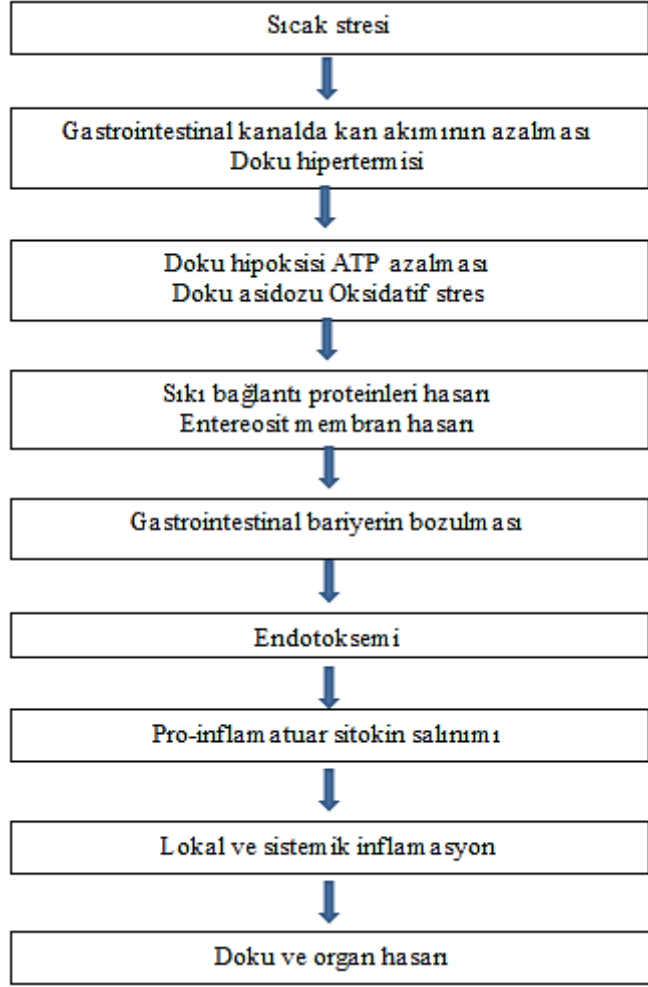 Sıcak stresi
Gastrointestinal kanalda kan akımının azalması
Doku hipertermisi
Doku hipoksisi ATP azalması
Doku asidozu Oksidatif stres
Sıkı bağlantı proteinleri hasarı
Entereosit membran hasarı
Gastrointestinal bariyerin bozulması
Endotoksemi
Pro-inflamatuar sitokin salınımı
Lokal ve sistemik inflamasyon
Doku ve organ hasarı